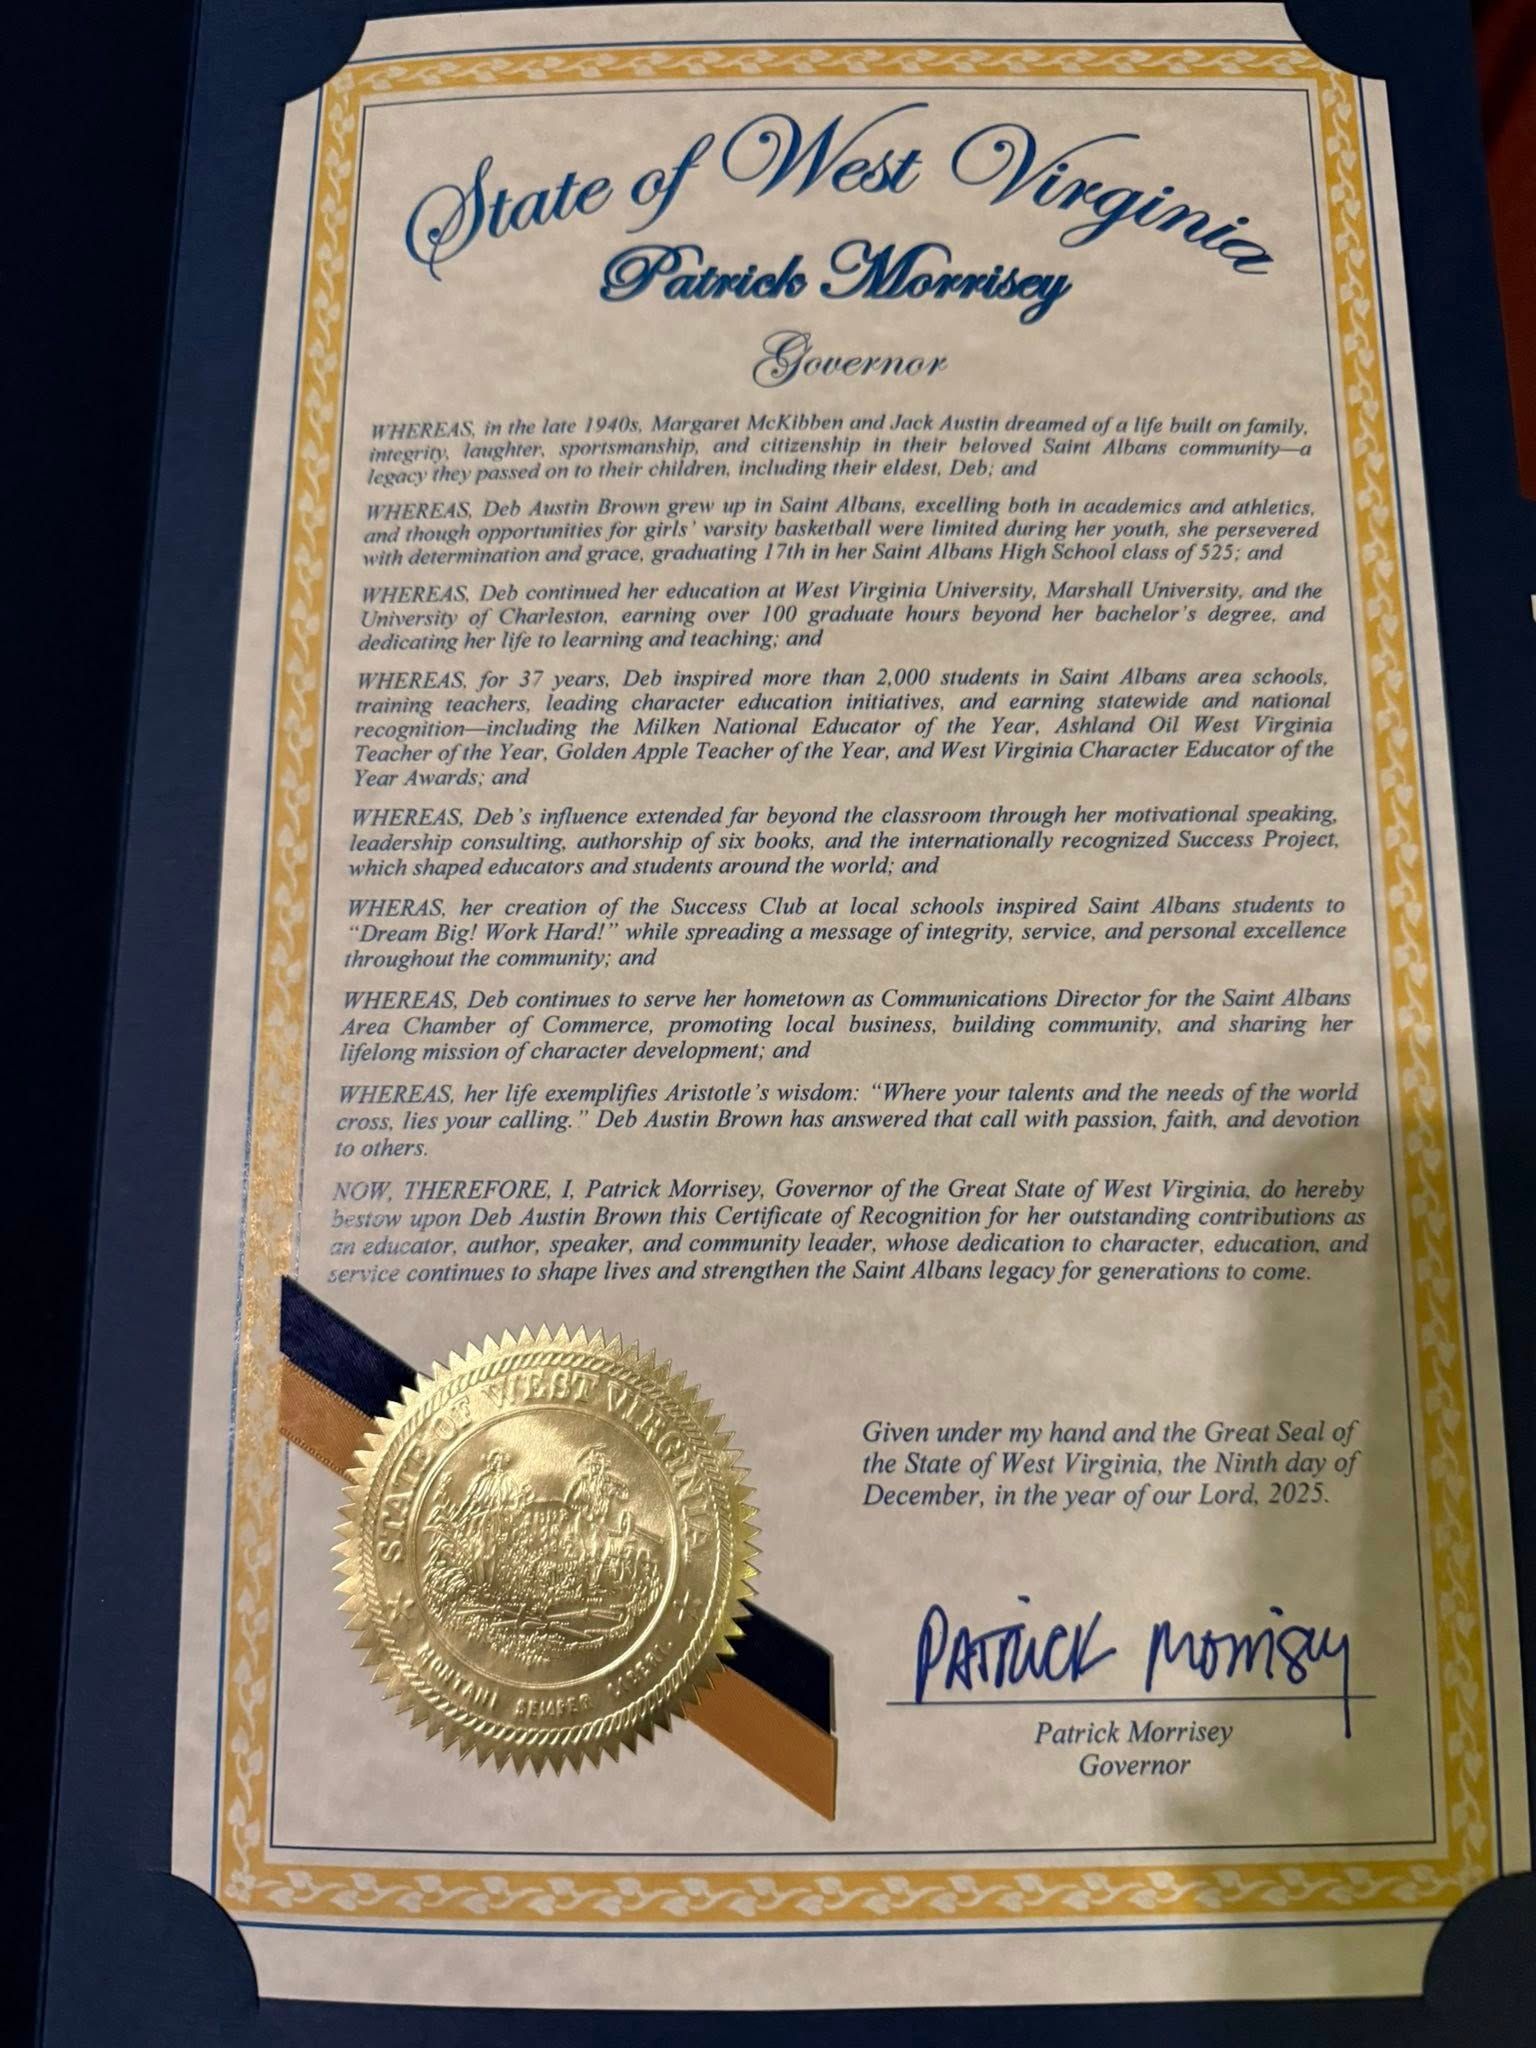 State of West Virginia
Patrick Morrisey
Governor
WHEREAS, in the late 1940s, Margaret McKibben and Jack Austin dreamed of a life built on family,
integrity, laughter, sportsmanship, and citizenship in their beloved Saint Albans community—a
legacy they passed on to their children, including their eldest, Deb; and
WHEREAS, Deb Austin Brown grew up in Saint Albans, excelling both in academics and athletics,
and though opportunities for girls' varsity basketball were limited during her youth, she persevered
with determination and grace, graduating 17th in her Saint Albans High School class of 525; and
WHEREAS, Deb continued her education at West Virginia University, Marshall University, and the
University of Charleston, earning over 100 graduate hours beyond her bachelor's degree, and
dedicating her life to learning and teaching; and
WHEREAS, for 37 years, Deb inspired more than 2,000 students in Saint Albans area schools,
training teachers, leading character education initiatives, and earning statewide and national
recognition—including the Milken National Educator of the Year, Ashland Oil West Virginia
Teacher of the Year, Golden Apple Teacher of the Year, and West Virginia Character Educator of the
Year Awards; and
WHEREAS, Deb's influence extended far beyond the classroom through her motivational speaking,
leadership consulting, authorship of six books, and the internationally recognized Success Project,
which shaped educators and students around the world; and
WHERAS, her creation of the Success Club at local schools inspired Saint Albans students to
“Dream Big! Work Hard!” while spreading a message of integrity, service, and personal excellence
throughout the community; and
WHEREAS, Deb continues to serve her hometown as Communications Director for the Saint Albans
Area Chamber of Commerce, promoting local business, building community, and sharing her
lifelong mission of character development; and
WHEREAS, her life exemplifies Aristotle's wisdom: “Where your talents and the needs of the world
cross, lies your calling.” Deb Austin Brown has answered that call with passion, faith, and devotion
to others.
NOW, THEREFORE, I, Patrick Morrisey, Governor of the Great State of West Virginia, do hereby
bestow upon Deb Austin Brown this Certificate of Recognition for her outstanding contributions as
an educator, author, speaker, and community leader, whose dedication to character, education, and
service continues to shape lives and strengthen the Saint Albans legacy for generations to come.
STATE OF WEST VIRGINIA
MONTANI SEMPER LIBERI.
Given under my hand and the Great Seal of
the State of West Virginia, the Ninth day of
December, in the year of our Lord, 2025.
Patrick Morrisey
Patrick Morrisey
Governor